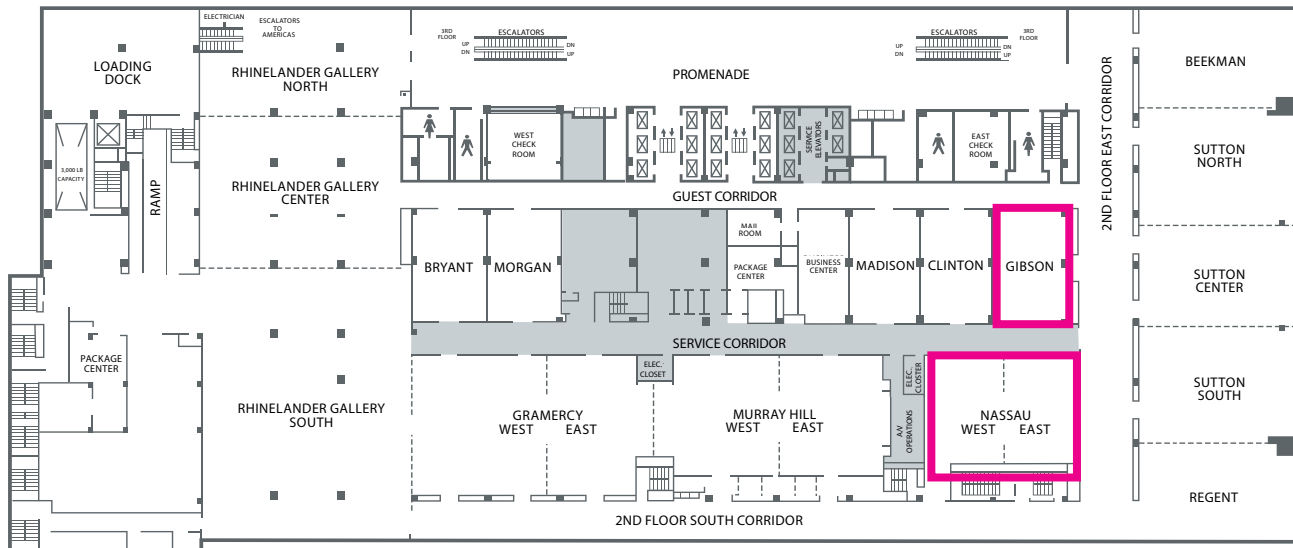 ELECTRICIAN
ESCALATORS
TO
AMERICAS
3RD
FLOOR
UP
DN
ESCALATORS
DN
UP
UP
DN
ESCALATORS
DN
UP
3RD
FLOOR
LOADING
DOCK
RHINELANDER GALLERY
NORTH
PROMENADE
2ND FLOOR EAST CORRIDOR
BEEKMAN
WEST
CHECK
ROOM
SERVICE
ELEVATORS
EAST
CHECK
ROOM
SUTTON
NORTH
3,000 LB
CAPACITY
RAMP
RHINELANDER GALLERY
CENTER
GUEST CORRIDOR
MAIL
ROOM
BRYANT
MORGAN
PACKAGE
CENTER
BUSINESS
CENTER
MADISON
CLINTON
GIBSON
SUTTON
CENTER
SERVICE CORRIDOR
PACKAGE
CENTER
ELEC.
CLOSET
ELEC.
CLOSTER
RHINELANDER GALLERY
SOUTH
GRAMERCY
WEST EAST
MURRAY HILL
WEST EAST
A/V
OPERATIONS
NASSAU
WEST EAST
SUTTON
SOUTH
REGENT
2ND FLOOR SOUTH CORRIDOR